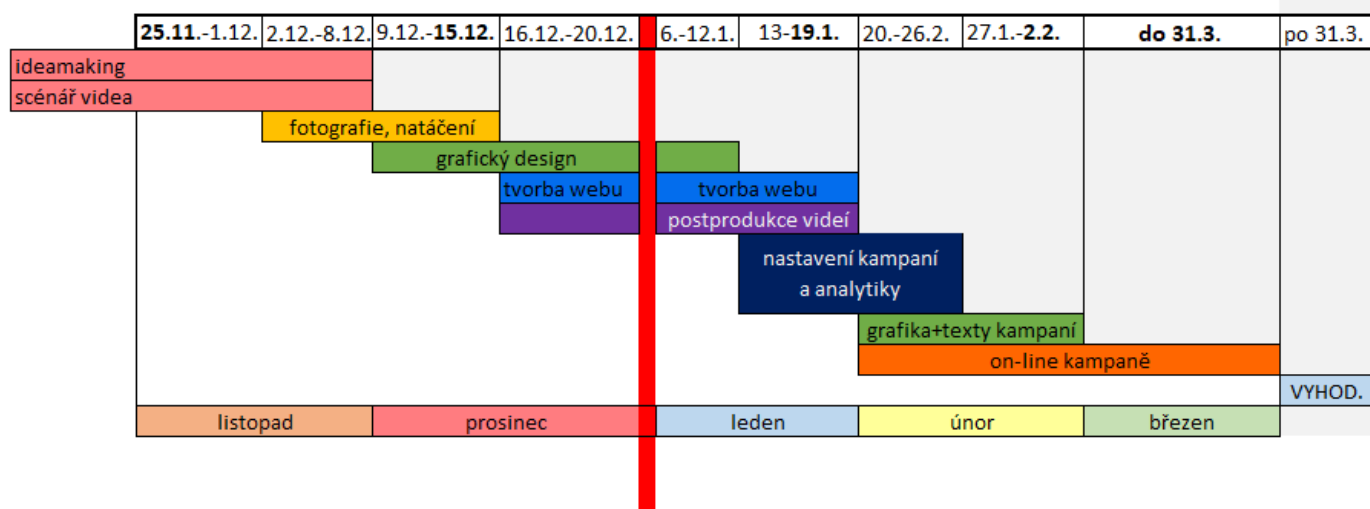 25.11.-1.12. 2.12.-8.12. 9.12.-15.12. 16.12.-20.12. 6.-12.1. 13-19.1. 20.-26.2. 27.1.-2.2. do 31.3. po 31.3.
ideamaking
scénář videa
fotografie, natáčení
grafický design
tvorba webu tvorba webu
postprodukce videí
nastavení kampaní
a analytiky
grafika+texty kampaní
on-line kampaně
VYHOD.
listopad prosinec leden únor březen